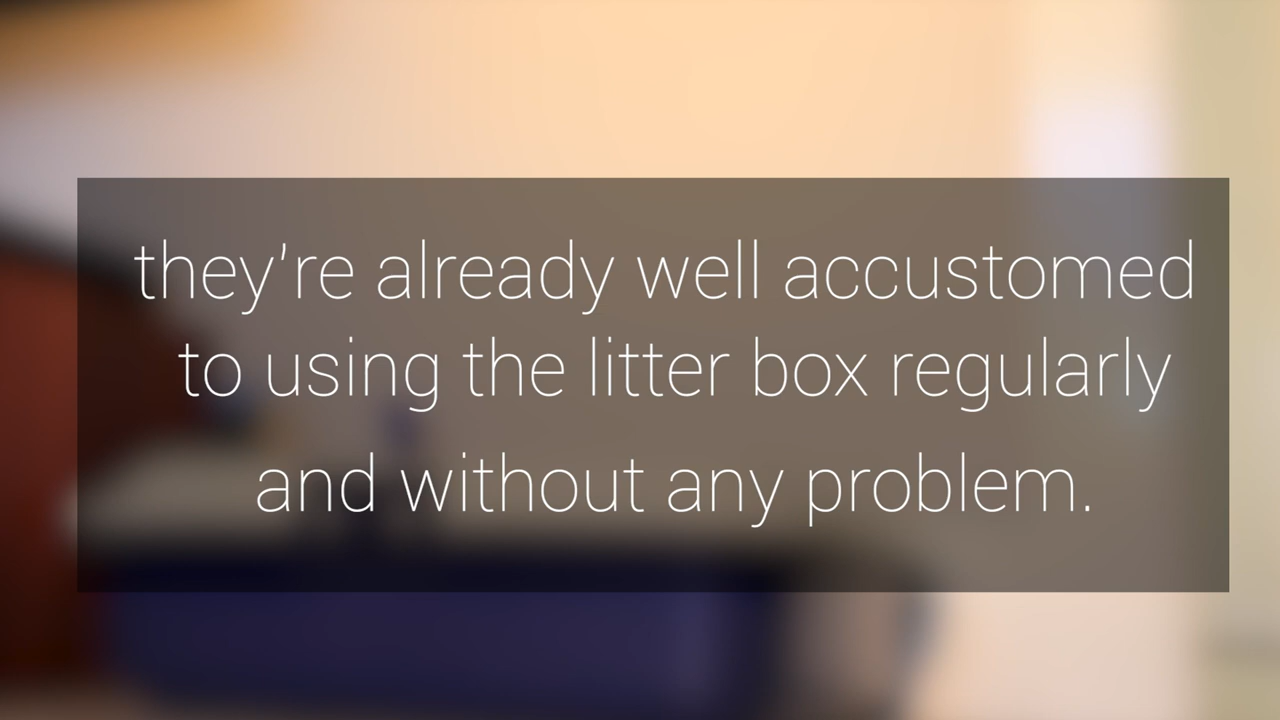 they're already well accustomed
to using the litter box regularly
and without any problem.